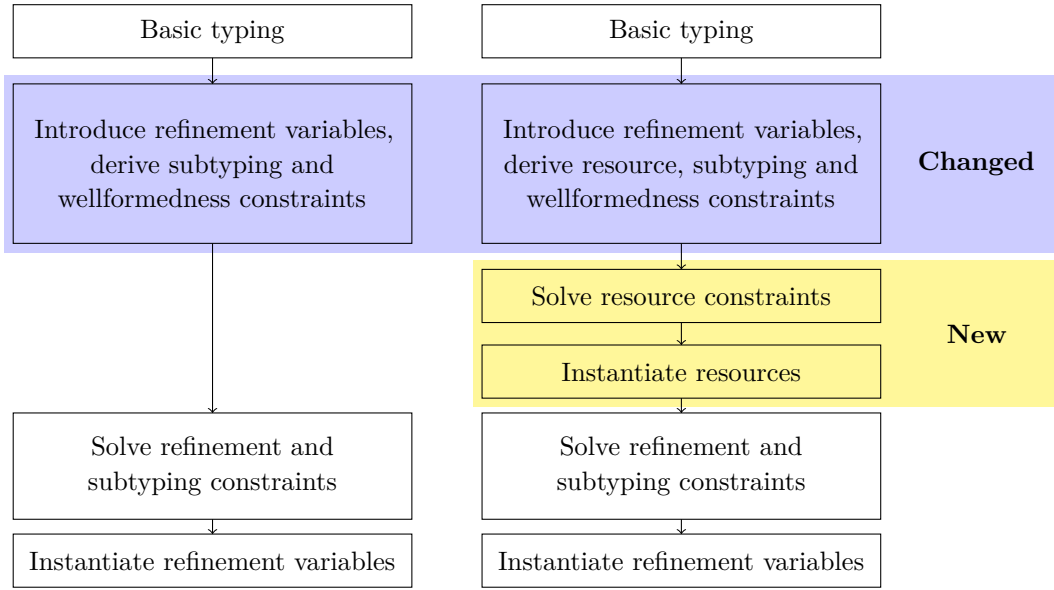 Basic typing
Introduce refinement variables,
derive subtyping and
wellformedness constraints
Solve refinement and
subtyping constraints
Instantiate refinement variables
Basic typing
Introduce refinement variables,
derive resource, subtyping and
wellformedness constraints
Changed
Solve resource constraints
New
Instantiate resources
Solve refinement and
subtyping constraints
Instantiate refinement variables